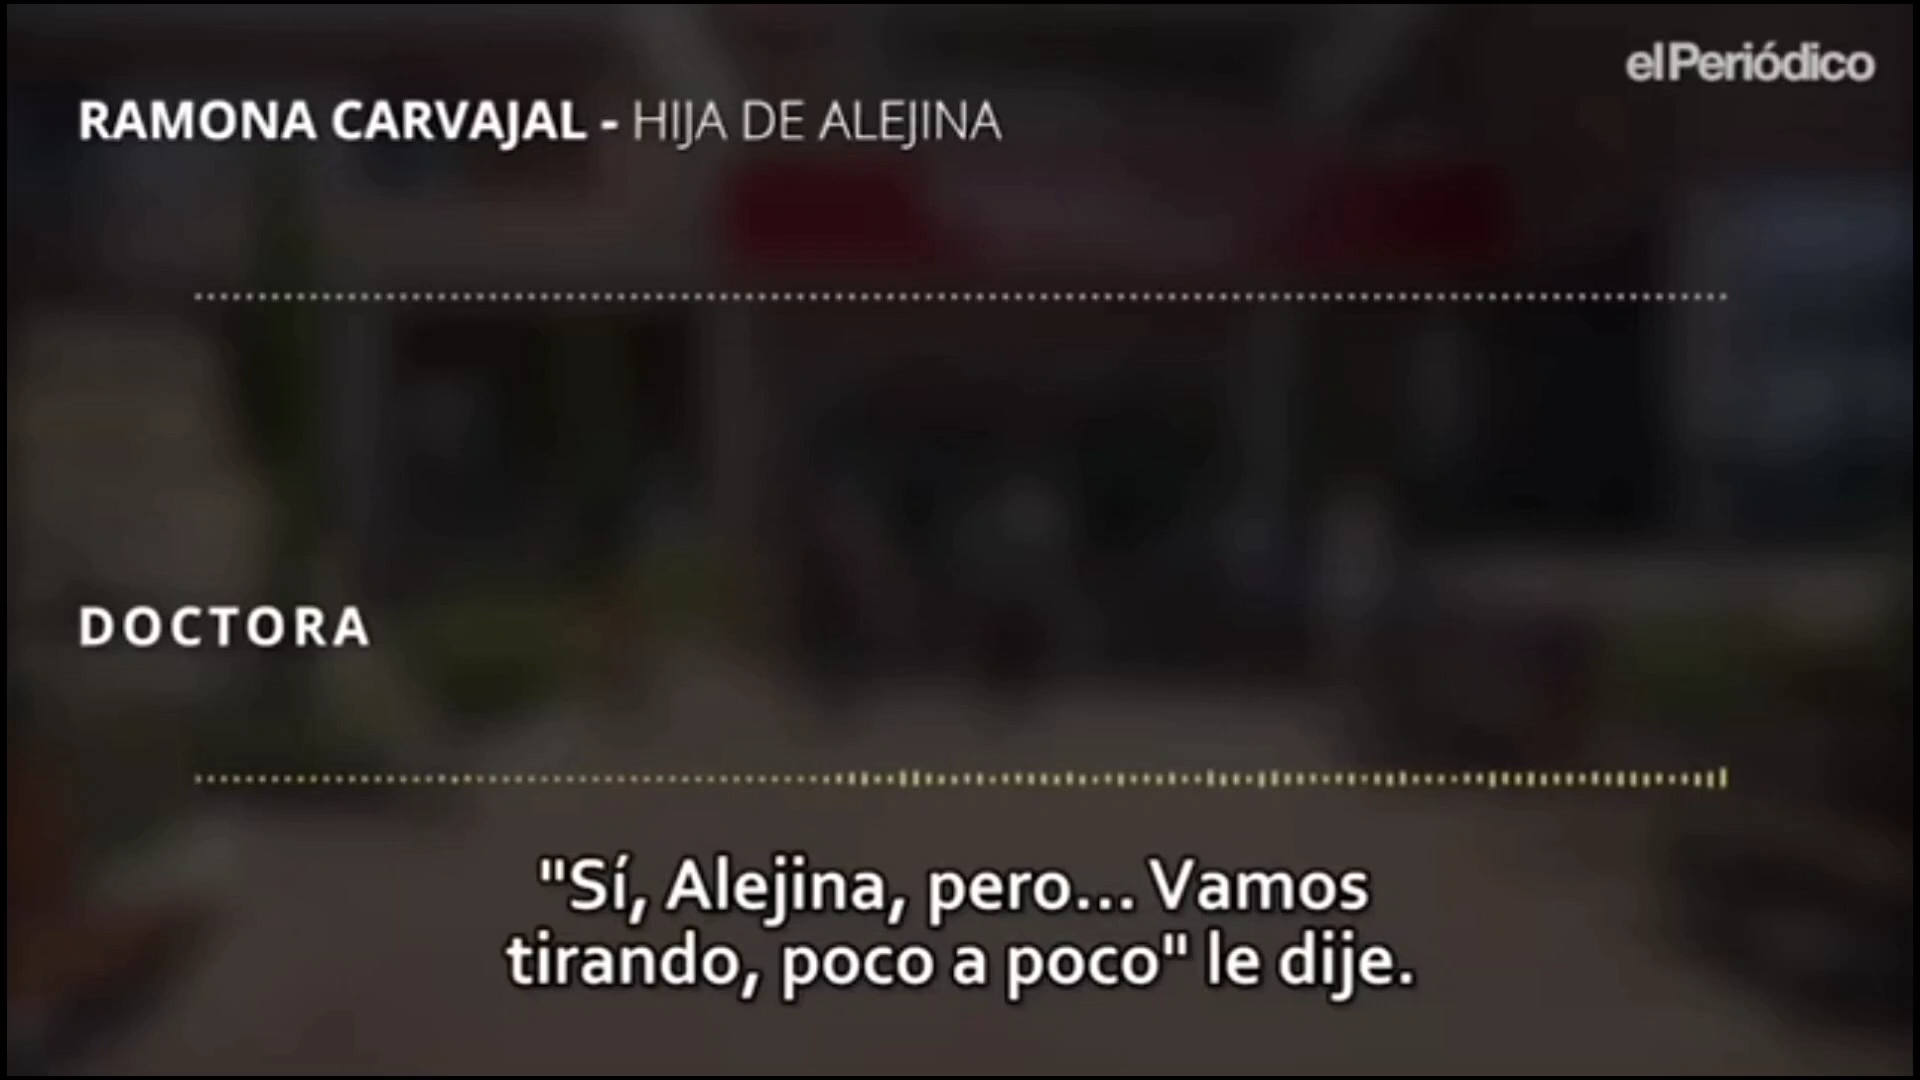 elPeriódico
RAMONA CARVAJAL - HIJA DE ALEJINA
DOCTORA
"Sí, Alejina, pero... Vamos
tirando, poco a poco" le dije.